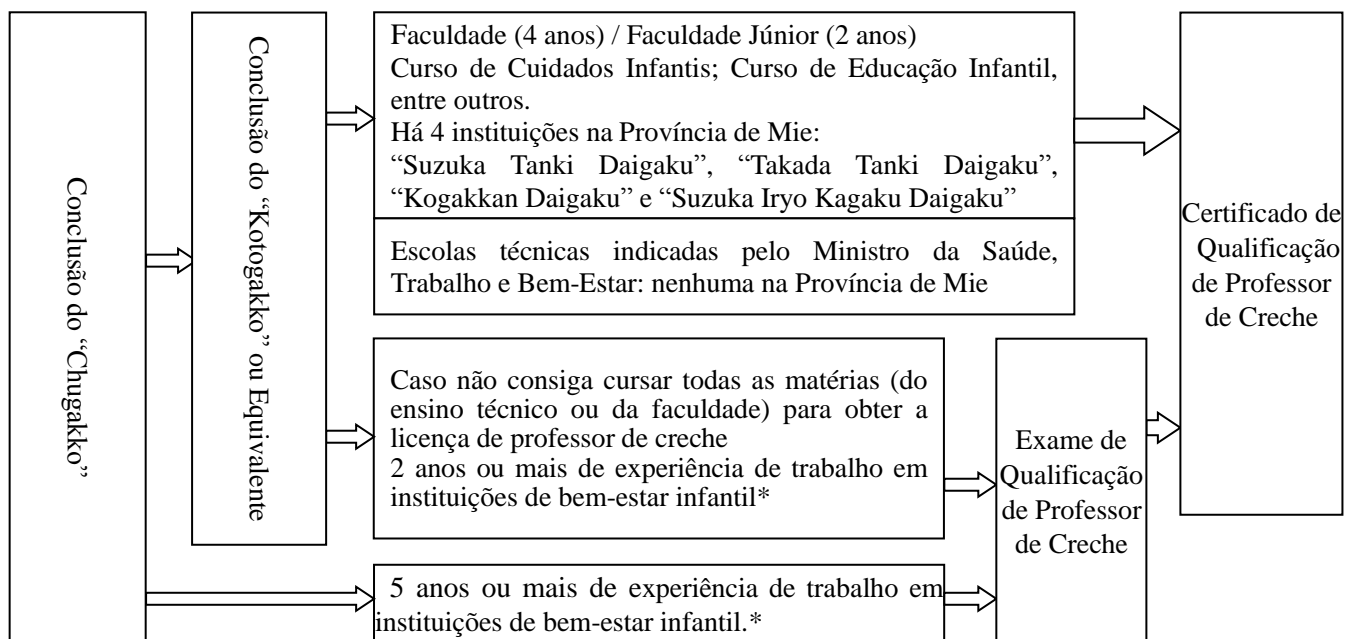 Conclusão do “Chugakko”
Conclusão do “Kotogakko” ou Equivalente
Faculdade (4 anos) / Faculdade Júnior (2 anos)
Curso de Cuidados Infantis; Curso de Educação Infantil,
entre outros.
Há 4 instituições na Província de Mie:
“Suzuka Tanki Daigaku”, “Takada Tanki Daigaku”,
“Kogakkan Daigaku” e “Suzuka Iryo Kagaku Daigaku”
Escolas técnicas indicadas pelo Ministro da Saúde,
Trabalho e Bem-Estar: nenhuma na Província de Mie
Caso não consiga cursar todas as matérias (do
ensino técnico ou da faculdade) para obter a
licença de professor de creche
2 anos ou mais de experiência de trabalho em
instituições de bem-estar infantil*
5 anos ou mais de experiência de trabalho em
instituições de bem-estar infantil.*
Exame de
Qualificação
de Professor
de Creche
Certificado de
Qualificação
de Professor
de Creche